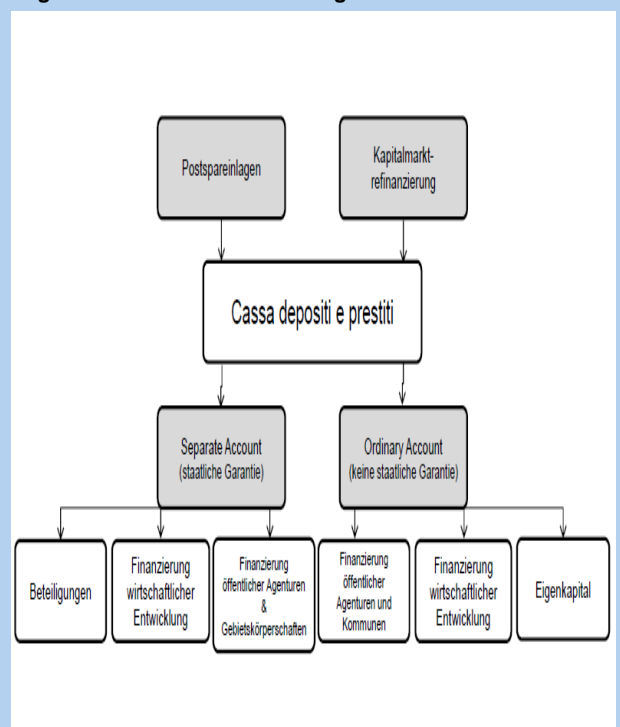 Postspareinlagen
Kapitalmarkt-
refinanzierung
Cassa depositi e prestiti
Separate Account
(staatliche Garantie)
Ordinary Account
(keine staatliche Garantie)
Beteiligungen
Finanzierung
wirtschaftlicher
Entwicklung
Finanzierung
öffentlicher Agenturen
&
Gebietskörperschaften
Finanzierung
öffentlicher
Agenturen und
Kommunen
Finanzierung
wirtschaftlicher
Entwicklung
Eigenkapital